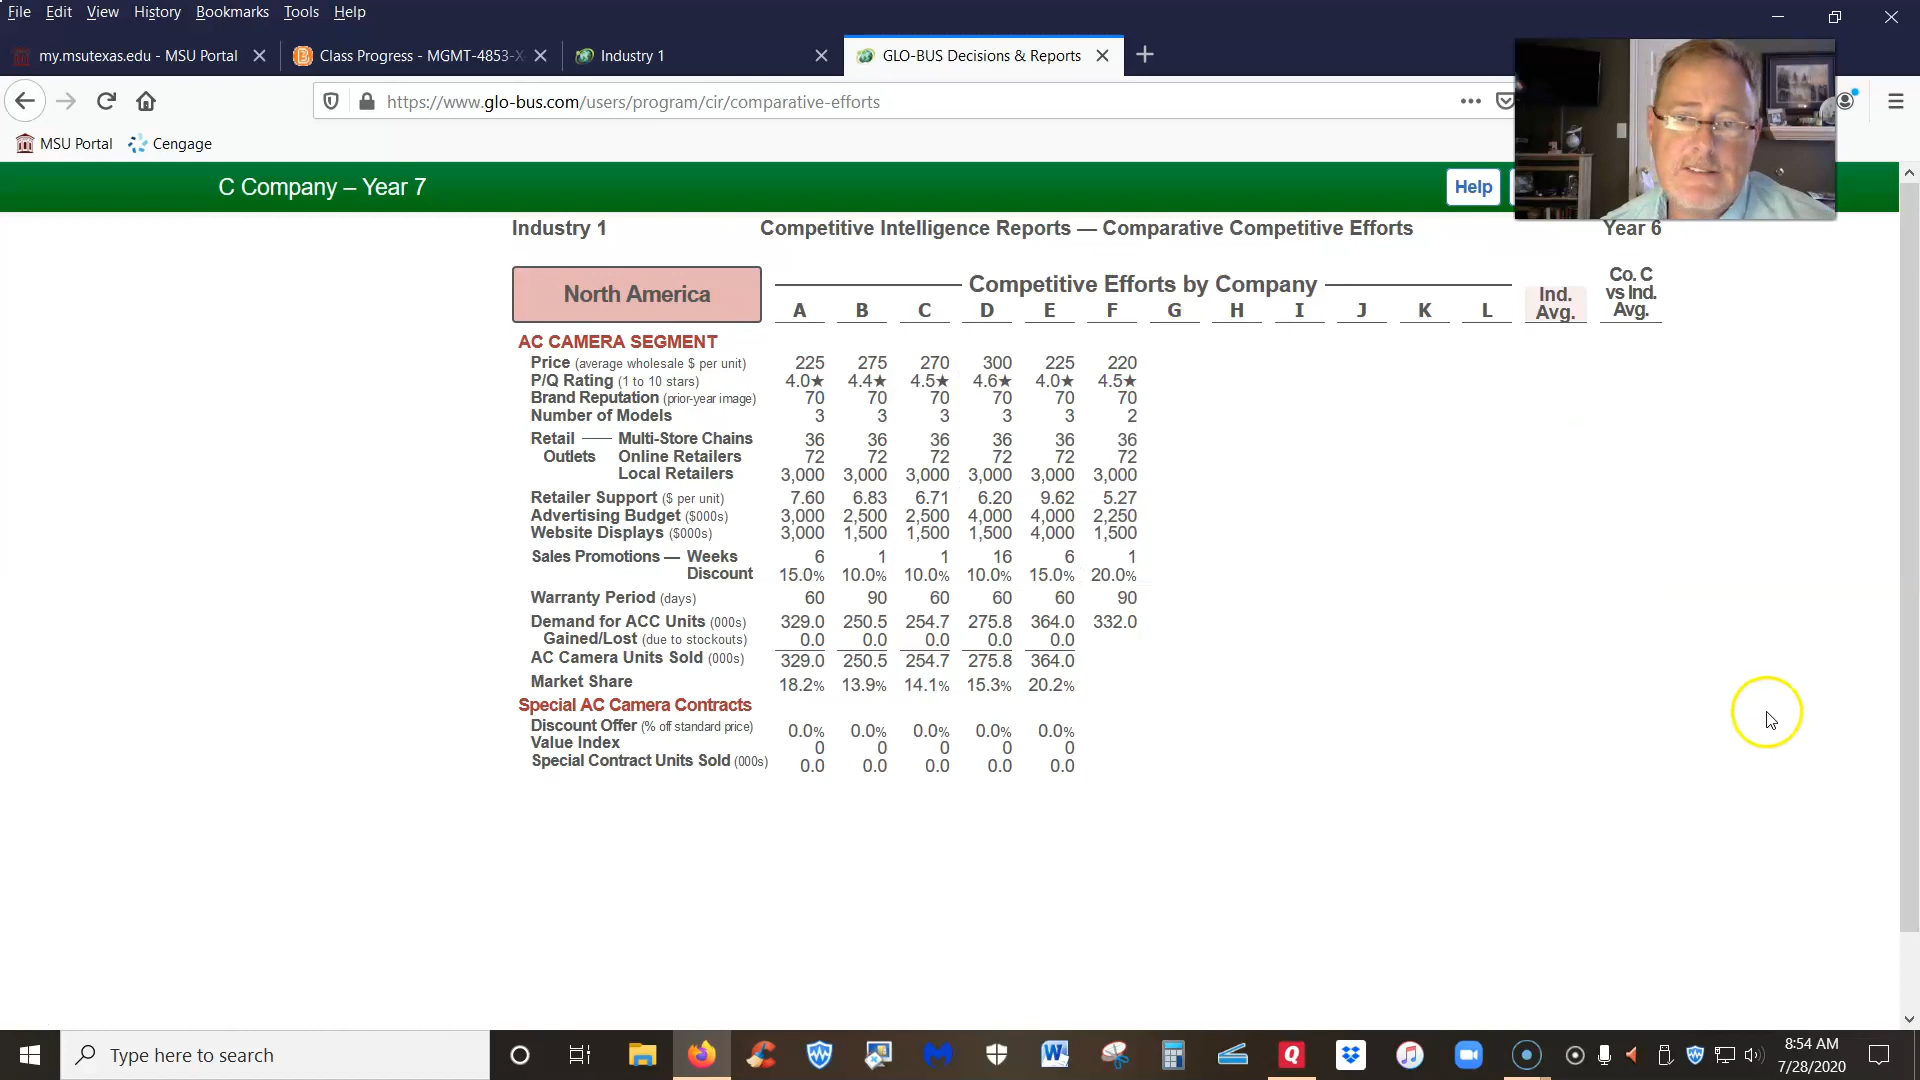 File Edit View History Bookmarks Tools Help
my.msutexas.edu - MSU Portal Class Progress - MGMT-4853-X Industry 1 GLO-BUS Decisions & Reports
https://www.glo-bus.com/users/program/cir/comparative-efforts
MSU Portal Cengage
C Company – Year 7 Help
Industry 1 Competitive Intelligence Reports — Comparative Competitive Efforts Year 6
North America Competitive Efforts by Company Ind. Avg. Co. C vs Ind. Avg.
A B C D E F G H I J K L
AC CAMERA SEGMENT
Price (average wholesale $ per unit) 225 275 270 300 225 220
P/Q Rating (1 to 10 stars) 4.0★ 4.4★ 4.5★ 4.6★ 4.0★ 4.5★
Brand Reputation (prior-year image) 70 70 70 70 70 70
Number of Models 3 3 3 3 3 2
Retail — Multi-Store Chains 36 36 36 36 36 36
Outlets Online Retailers 72 72 72 72 72 72
Local Retailers 3,000 3,000 3,000 3,000 3,000 3,000
Retailer Support ($ per unit) 7.60 6.83 6.71 6.20 9.62 5.27
Advertising Budget ($000s) 3,000 2,500 2,500 4,000 4,000 2,250
Website Displays ($000s) 3,000 1,500 1,500 1,500 4,000 1,500
Sales Promotions — Weeks 6 1 1 16 6 1
Discount 15.0% 10.0% 10.0% 10.0% 15.0% 20.0%
Warranty Period (days) 60 90 60 60 60 90
Demand for ACC Units (000s) 329.0 250.5 254.7 275.8 364.0 332.0
Gained/Lost (due to stockouts) 0.0 0.0 0.0 0.0 0.0
AC Camera Units Sold (000s) 329.0 250.5 254.7 275.8 364.0
Market Share 18.2% 13.9% 14.1% 15.3% 20.2%
Special AC Camera Contracts
Discount Offer (% off standard price) 0.0% 0.0% 0.0% 0.0% 0.0%
Value Index 0 0 0 0 0
Special Contract Units Sold (000s) 0.0 0.0 0.0 0.0 0.0
Type here to search
8:54 AM
7/28/2020